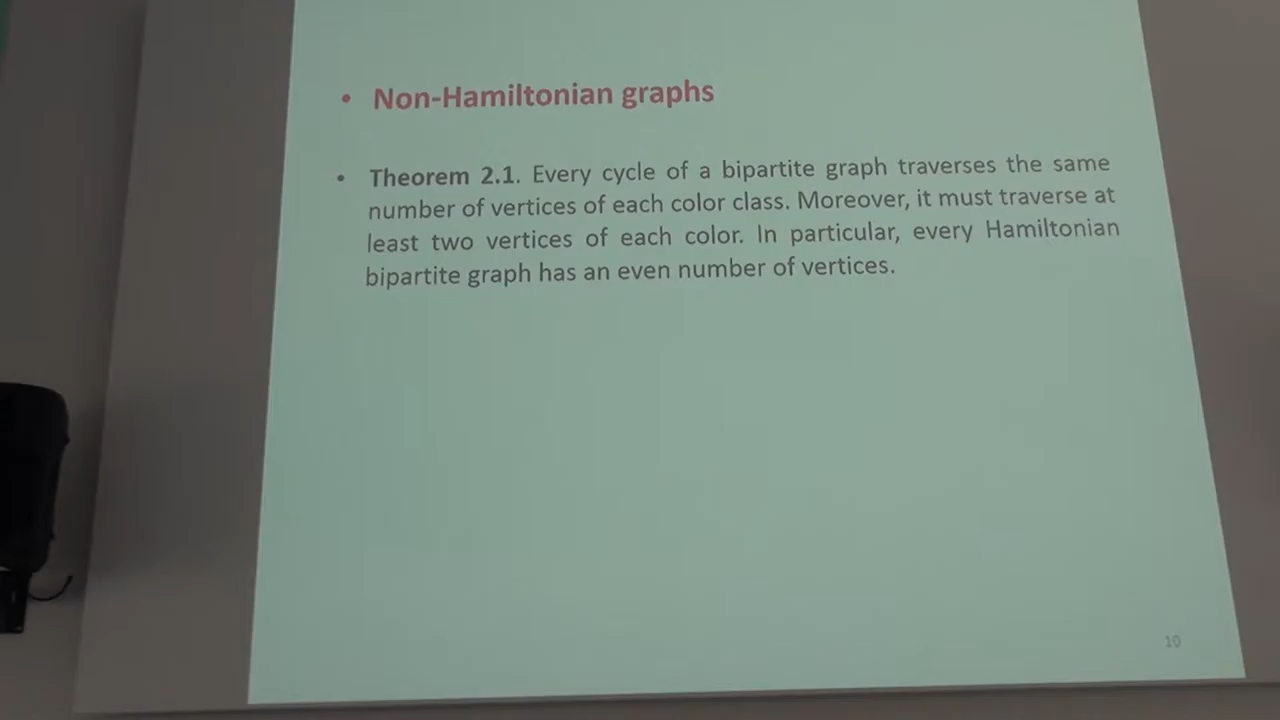 • Non-Hamiltonian graphs
• Theorem 2.1. Every cycle of a bipartite graph traverses the same
number of vertices of each color class. Moreover, it must traverse at
least two vertices of each color. In particular, every Hamiltonian
bipartite graph has an even number of vertices.
10